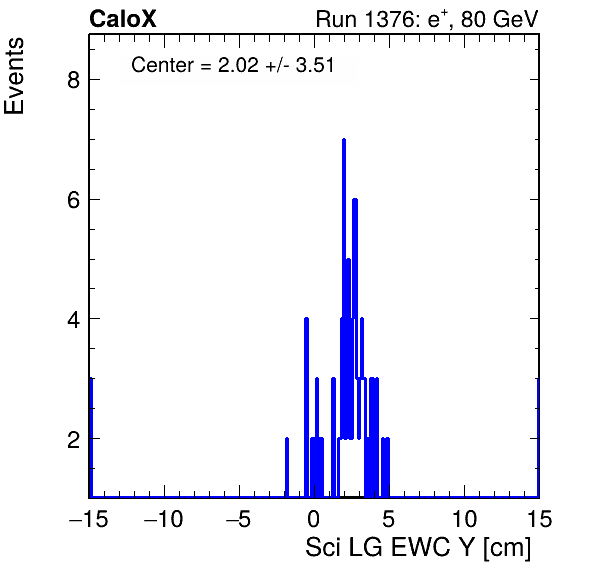 CaloX Run 1376: e⁺, 80 GeV
Center = 2.02 +/- 3.51
Events
8
6
4
2
−15 −10 −5 0 5 10 15
Sci LG EWC Y [cm]